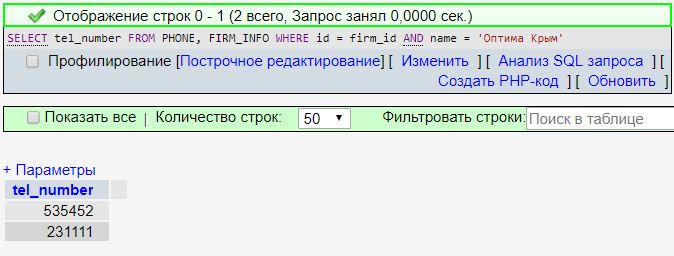 Отображение строк 0 - 1 (2 всего, Запрос занял 0,0000 сек.)
SELECT tel_number FROM PHONE, FIRM_INFO WHERE id = firm_id AND name = 'Оптима Крым'
Профилирование [Построчное редактирование] [ Изменить ] [ Анализ SQL запроса ] [
Создать PHP-код ] [ Обновить ]
Показать все | Количество строк: 50 Фильтровать строки: Поиск в таблице
+ Параметры
tel_number
535452
231111